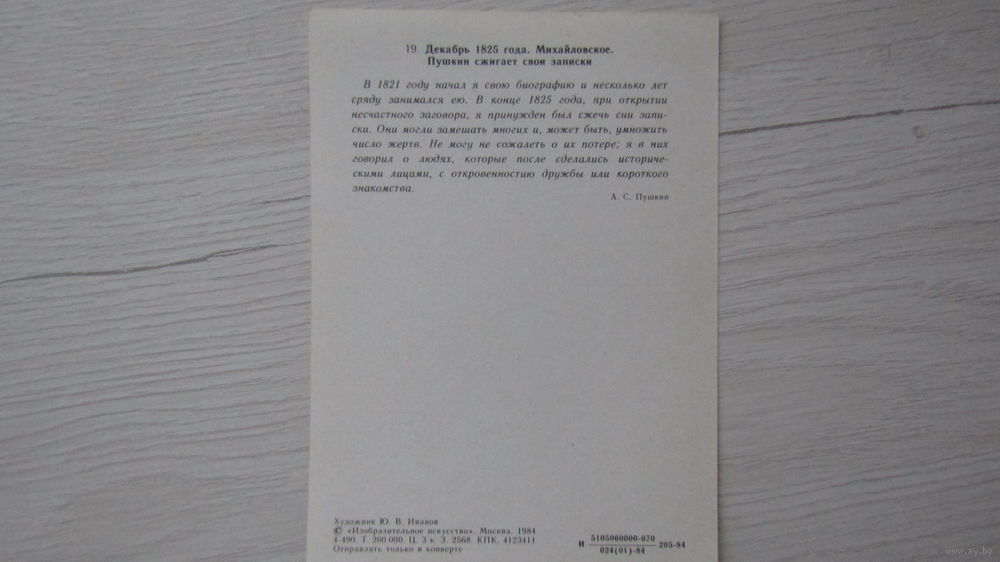 19. Декабрь 1825 года. Михайловское.
Пушкин сжигает свои записки
В 1821 году начал я свою биографию и несколько лет
сряду занимался ею. В конце 1825 года, при открытии
несчастного заговора, я принужден был сжечь сии запи-
ски. Они могли замешать многих и, может быть, умножить
число жертв. Не могу не сожалеть о их потере; я в них
говорил о людях, которые после сделались историче-
скими лицами, с откровенностию дружбы или короткого
знакомства.
А. С. Пушкин
Художник Ю. В. Иванов
© «Изобразительное искусство». Москва. 1984
4-490. Т. 200 000. Ц. 3 к. З. 2568. КПК. 4123411
Отправлять только в конверте
И 5105060000-070 205-84
024(01)-84
www.ay.by